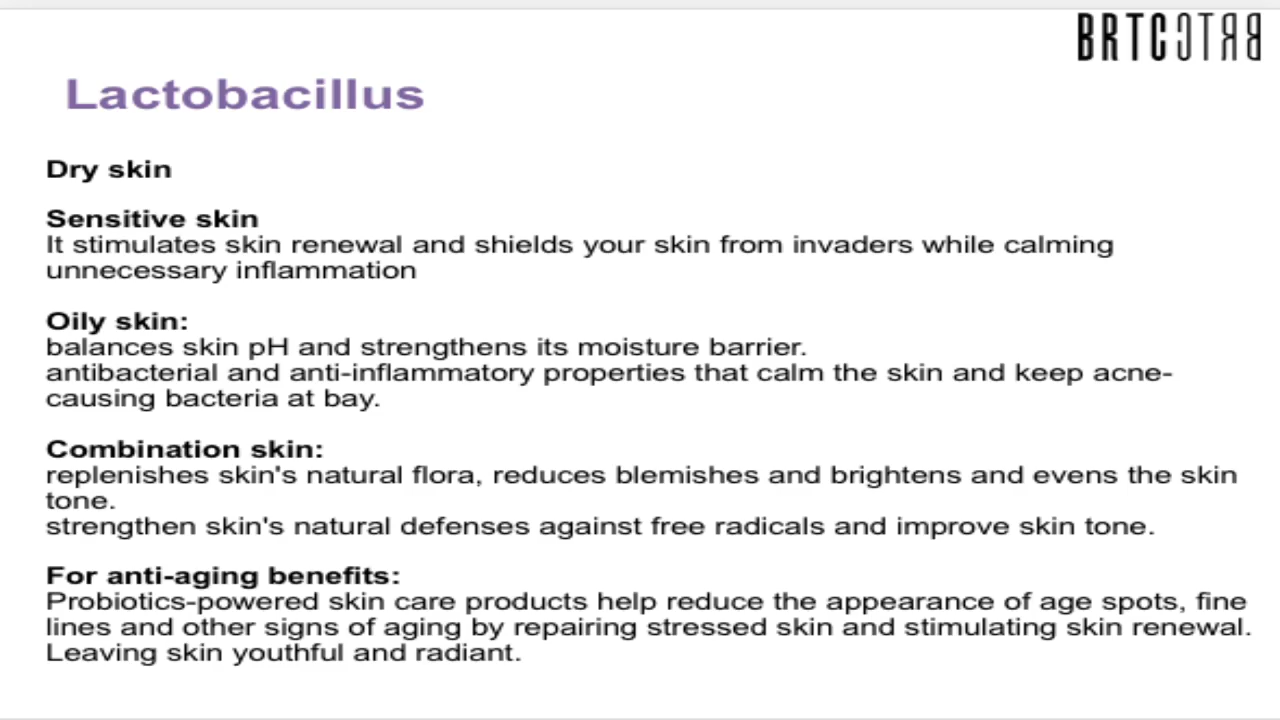 BRTC
Lactobacillus
Dry skin
Sensitive skin
It stimulates skin renewal and shields your skin from invaders while calming
unnecessary inflammation
Oily skin:
balances skin pH and strengthens its moisture barrier.
antibacterial and anti-inflammatory properties that calm the skin and keep acne-
causing bacteria at bay.
Combination skin:
replenishes skin's natural flora, reduces blemishes and brightens and evens the skin
tone.
strengthen skin's natural defenses against free radicals and improve skin tone.
For anti-aging benefits:
Probiotics-powered skin care products help reduce the appearance of age spots, fine
lines and other signs of aging by repairing stressed skin and stimulating skin renewal.
Leaving skin youthful and radiant.